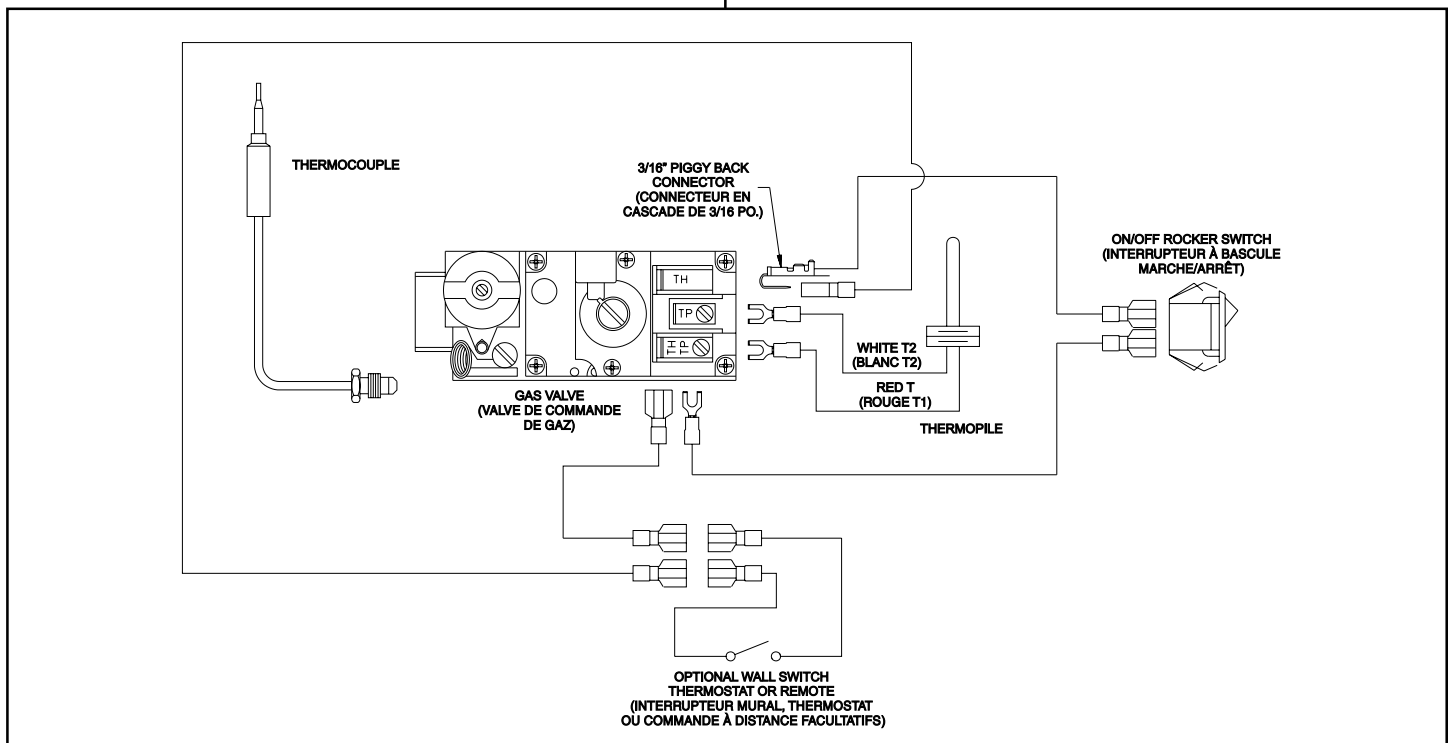 THERMOCOUPLE
3/16" PIGGY BACK
CONNECTOR
(CONNECTEUR EN
CASCADE DE 3/16 PO.)
ON/OFF ROCKER SWITCH
(INTERRUPTEUR À BASCULE
MARCHE/ARRÊT)
TH
TP
TH
TP
WHITE T2
(BLANC T2)
RED T
(ROUGE T1)
THERMOPILE
GAS VALVE
(VALVE DE COMMANDE
DE GAZ)
OPTIONAL WALL SWITCH
THERMOSTAT OR REMOTE
(INTERRUPTEUR MURAL, THERMOSTAT
OU COMMANDE À DISTANCE FACULTATIFS)